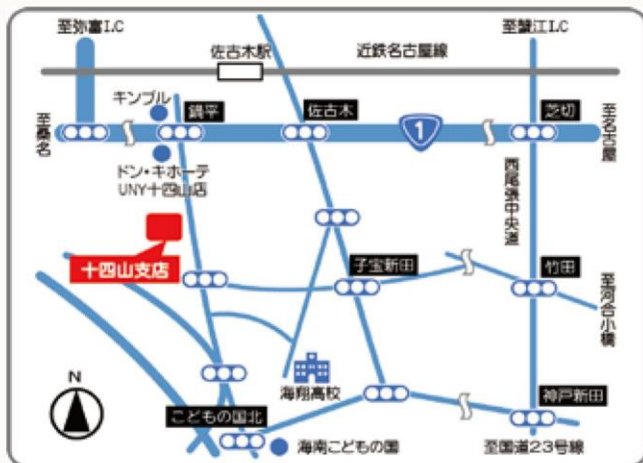 至弥富I.C
至蟹江I.C
佐古木駅
近鉄名古屋線
キンブル
鍋平
佐古木
1
芝切
至桑名
至名古屋
ドン・キホーテ
UNY十四山店
西尾張中央道
十四山支店
子宝新田
竹田
至河合小橋
海翔高校
N
こどもの国北
神戸新田
海南こどもの国
至国道23号線